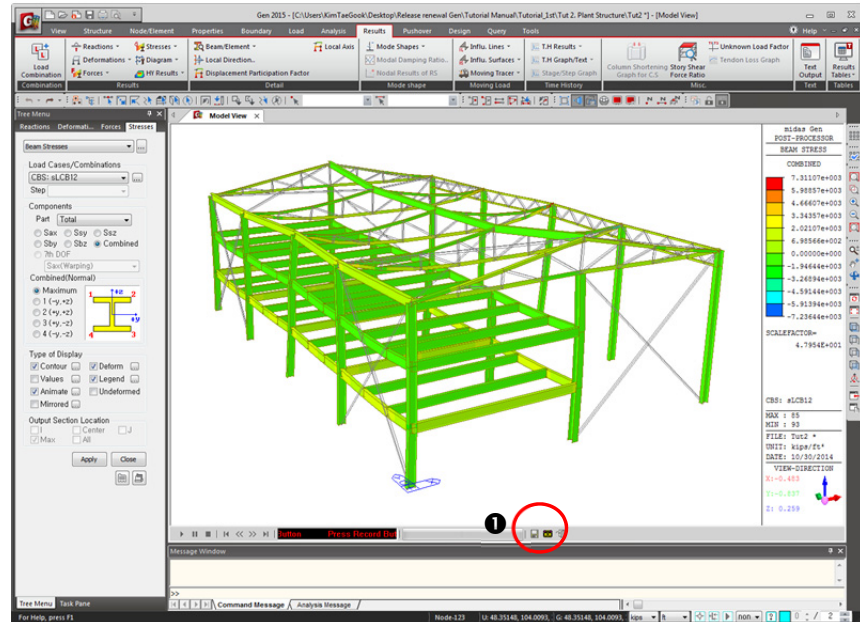 Gen 2015 - [C:\Users\KimTaeGook\Desktop\Release renewal Gen\Tutorial Manual\Tutorial_1st\Tut 2. Plant Structure\Tut2 *] - [Model View]
View Structure Node/Element Properties Boundary Load Analysis Results Pushover Design Query Tools Help
Load Combination
Reactions
Deformations
Forces
Stresses
Diagram
HY Results
Beam/Element
Local Direction..
Displacement Participation Factor
Local Axis
Mode Shapes
Modal Damping Ratio..
Nodal Results of RS
Influ. Lines
Influ. Surfaces
Moving Tracer
T.H Results
T.H Graph/Text
Stage/Step Graph
Column Shortening Graph for C.S
Story Shear Force Ratio
Unknown Load Factor
Tendon Loss Graph
Text Output
Results Tables
Combination Results Detail Mode shape Moving Load Time History Misc. Text Tables
Tree Menu
Reactions Deformati... Forces Stresses
Model View
Beam Stresses
Load Cases/Combinations
CBS: sLCB12
Step
Components
Part Total
Sax Ssy Ssz
Sby Sbz Combined
7th DOF
Sax(Warping)
Combined(Normal)
Maximum
1 (-y,+z)
2 (+y,+z)
3 (+y,-z)
4 (-y,-z)
1 +z 2
+y
4 3
Type of Display
Contour Deform
Values Legend
Animate Undeformed
Mirrored
Output Section Location
I Center J
Max All
Apply Close
midas Gen
POST-PROCESSOR
BEAM STRESS
COMBINED
7.31107e+003
5.98857e+003
4.66607e+003
3.34357e+003
2.02107e+003
6.98566e+002
0.00000e+000
-1.94644e+003
-3.26894e+003
-4.59144e+003
-5.91394e+003
-7.23644e+003
SCALEFACTOR=
4.7954E+001
CBS: sLCB12
MAX : 85
MIN : 93
FILE: Tut2 *
UNIT: kips/ft²
DATE: 10/30/2014
VIEW-DIRECTION
X:-0.483
Y:-0.837
Z: 0.259
1
Button Press Record But
Message Window
>>
Command Message Analysis Message
Tree Menu Task Pane
For Help, press F1
Node-123 U: 48.35148, 104.0093, G: 48.35148, 104.0093, kips ft non 0 / 2